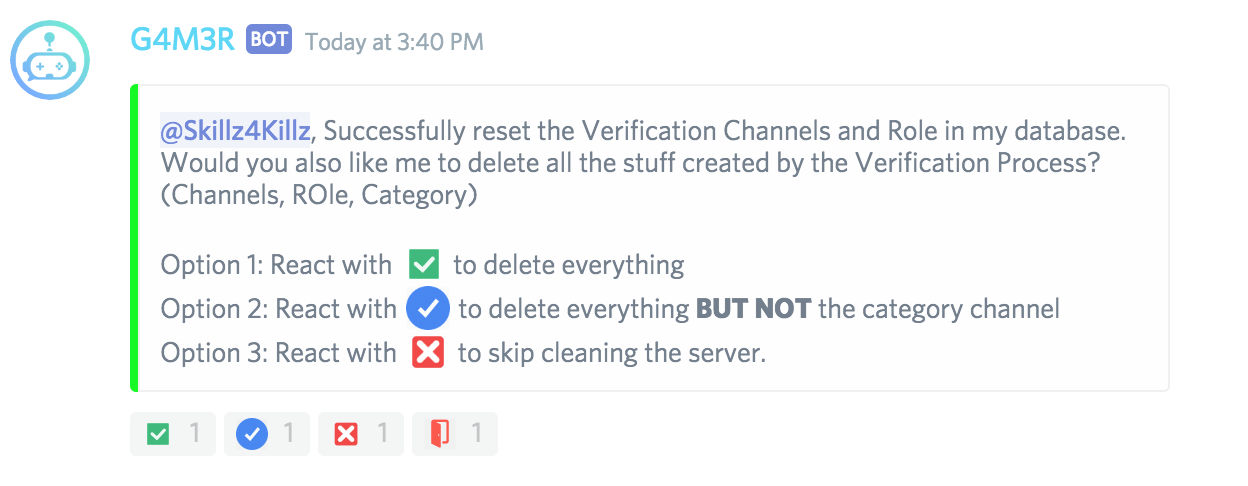 G4M3R BOT Today at 3:40 PM
@Skillz4Killz, Successfully reset the Verification Channels and Role in my database.
Would you also like me to delete all the stuff created by the Verification Process?
(Channels, ROle, Category)
Option 1: React with ✅ to delete everything
Option 2: React with to delete everything BUT NOT the category channel
Option 3: React with ❌ to skip cleaning the server.
1 1 1 1